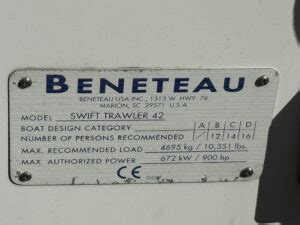 BENETEAU
BENETEAU USA INC., 1313 W. HWY. 76,
MARION, SC 29571 U.S.A.
MODEL SWIFT TRAWLER 42
BOAT DESIGN CATEGORY A B C D
NUMBER OF PERSONS RECOMMENDED / 12 14 16
MAX. RECOMMENDED LOAD 4695 kg / 10,351 lbs.
MAX. AUTHORIZED POWER 672 kW / 900 hp
CE